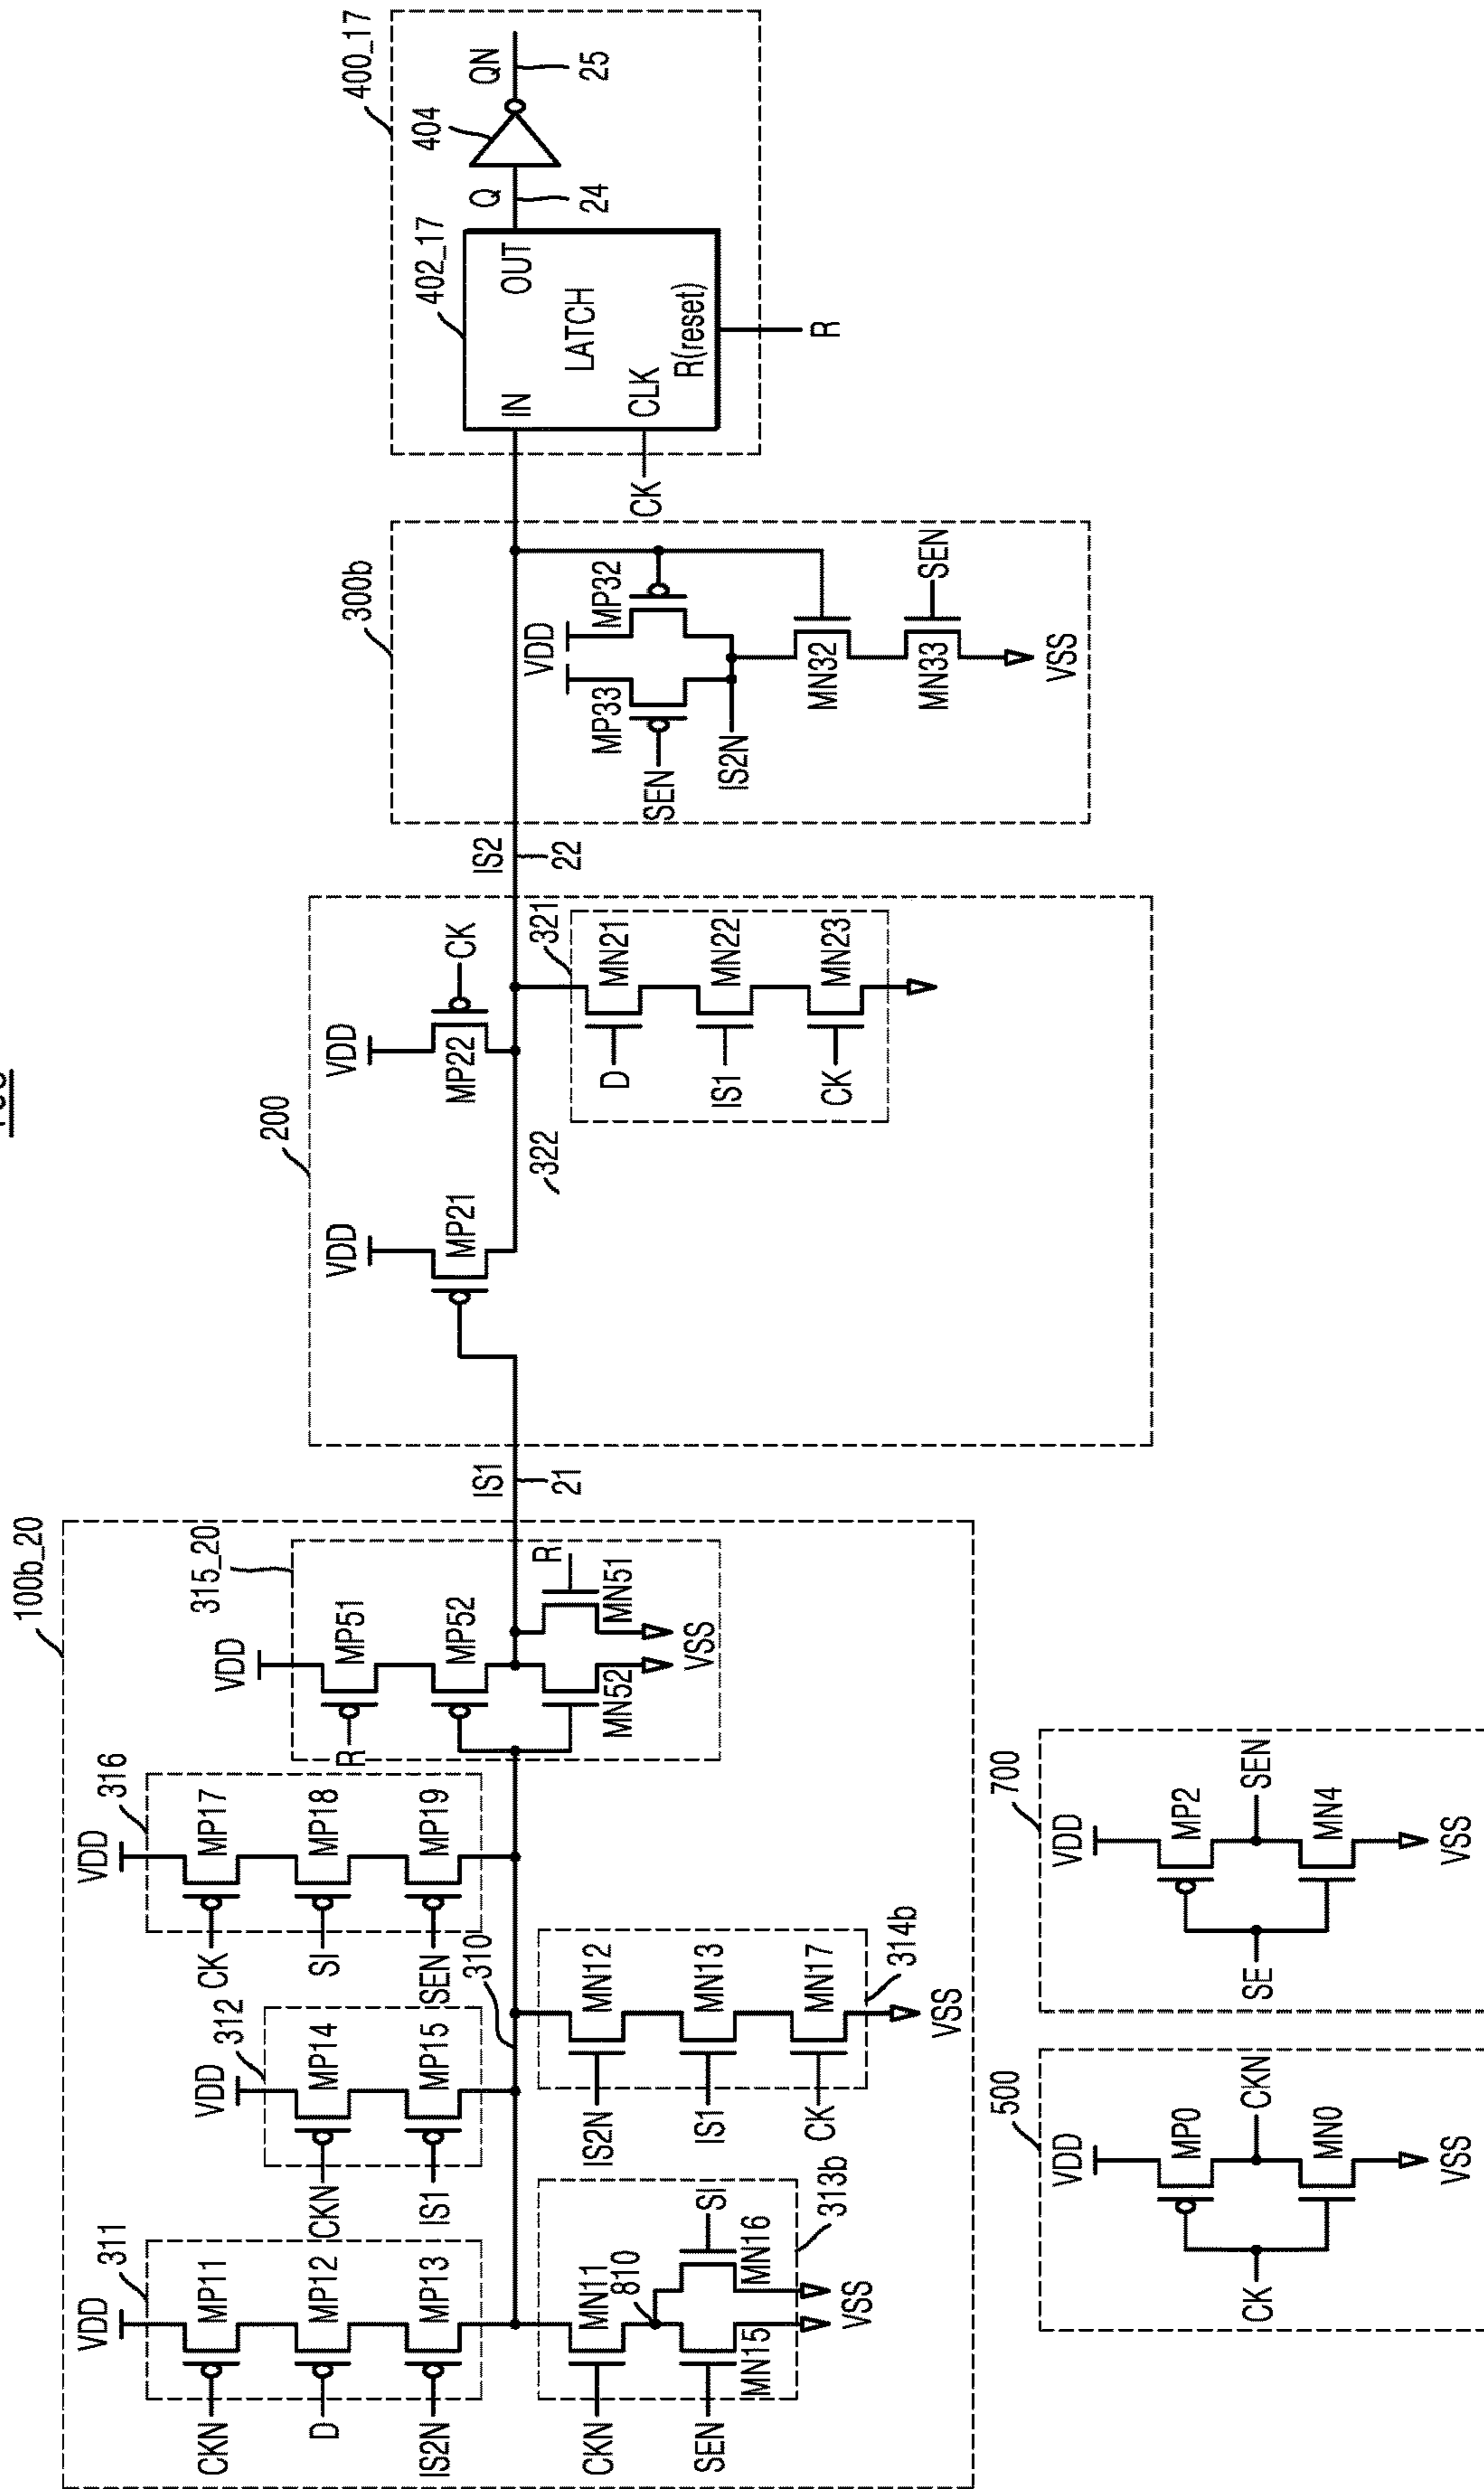 100b_20
311
VDD
MP11
CKN
MP12
D
MP13
IS2N
312
VDD
MP14
CKN
MP15
IS1
316
VDD
MP17
CK
MP18
SI
MP19
SEN
310
315_20
VDD
MP51
R
MP52
R
MN51
MN52
VSS
313b
MN11
CKN
810
SI
MN16
MN15
SEN
VSS
314b
MN12
IS2N
MN13
IS1
MN17
CK
VSS
IS1
21
200
VDD
MP21
VDD
MP22
CK
322
321
MN21
D
MN22
IS1
MN23
CK
IS2
22
300b
VDD
MP33
MP32
SEN
IS2N
MN32
MN33
SEN
VSS
400_17
402_17
IN
OUT
LATCH
CLK
R(reset)
CK
R
Q
24
404
QN
25
500
VDD
MP0
CK
CKN
MN0
VSS
700
VDD
MP2
SE
SEN
MN4
VSS